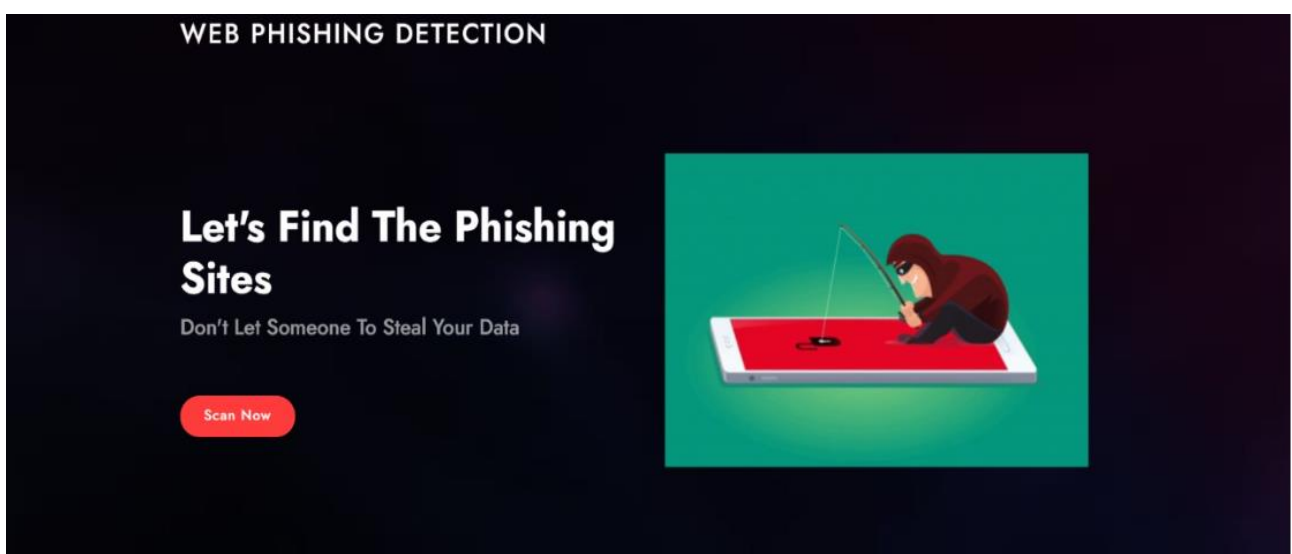 WEB PHISHING DETECTION
Let's Find The Phishing
Sites
Don't Let Someone To Steal Your Data
Scan Now